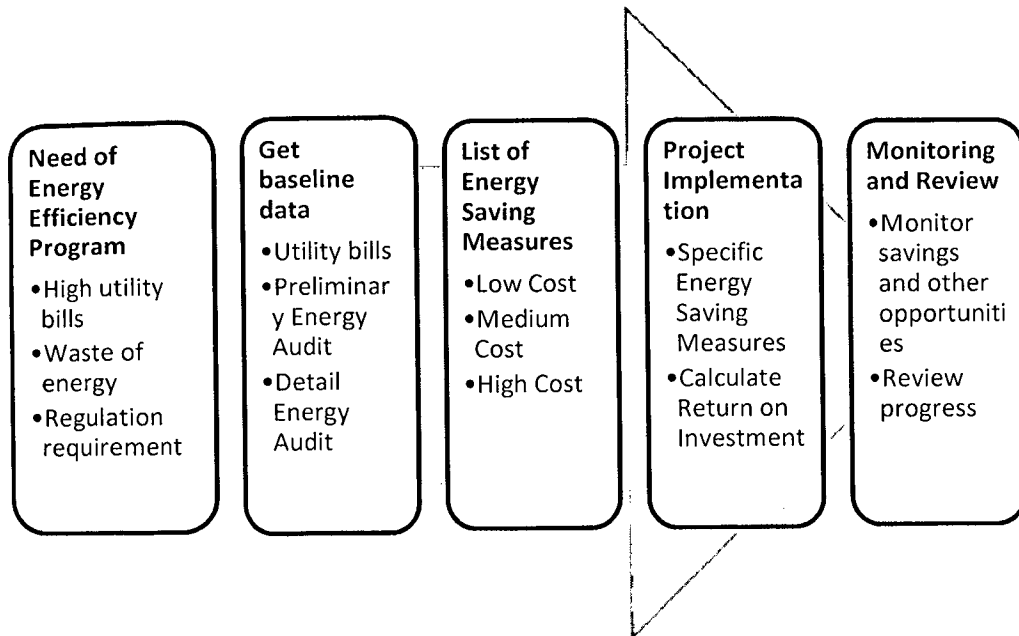 Need of
Energy
Efficiency
Program
•High utility
bills
•Waste of
energy
•Regulation
requirement
Get
baseline
data
•Utility bills
•Preliminar
y Energy
Audit
•Detail
Energy
Audit
List of
Energy
Saving
Measures
•Low Cost
•Medium
Cost
•High Cost
Project
Implementa
tion
•Specific
Energy
Saving
Measures
•Calculate
Return on
Investment
Monitoring
and Review
•Monitor
savings
and other
opportuniti
es
•Review
progress